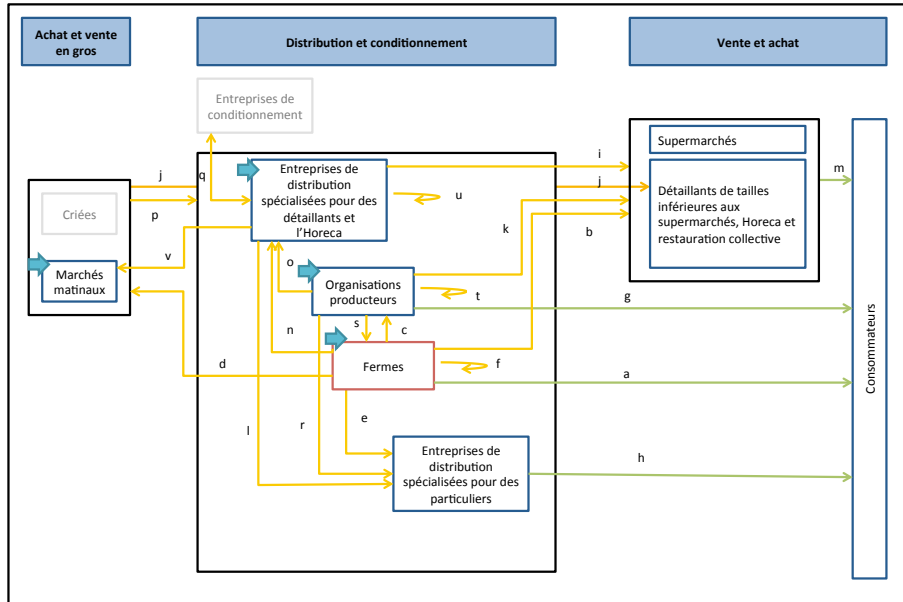 Achat et vente
en gros
Distribution et conditionnement
Vente et achat
Entreprises de
conditionnement
Supermarchés
Détaillants de tailles
inférieures aux
supermarchés, Horeca et
restauration collective
Entreprises de
distribution
spécialisées pour des
détaillants et
l'Horeca
Criées
Marchés
matinaux
Organisations
producteurs
Fermes
Entreprises de
distribution
spécialisées pour des
particuliers
Consommateurs
j
q
p
v
d
i
u
j
k
b
m
o
t
g
n
s
c
f
a
e
l
r
h